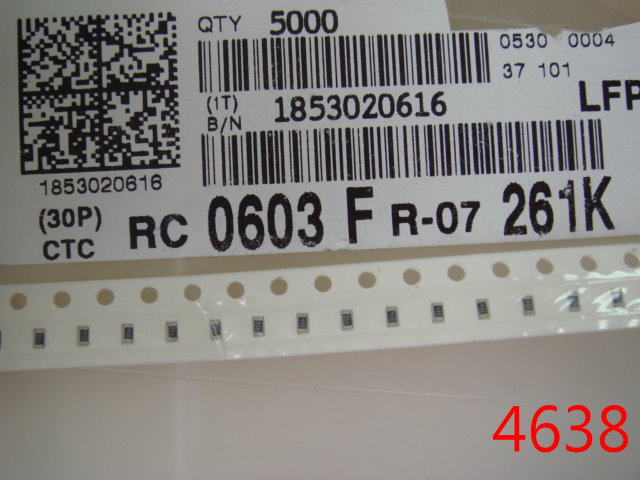 QTY 5000
0530 0004
37 101
(1T)
B/N 1853020616
LFP
1853020616
(30P)
CTC
RC 0603 F R-07 261K
4638